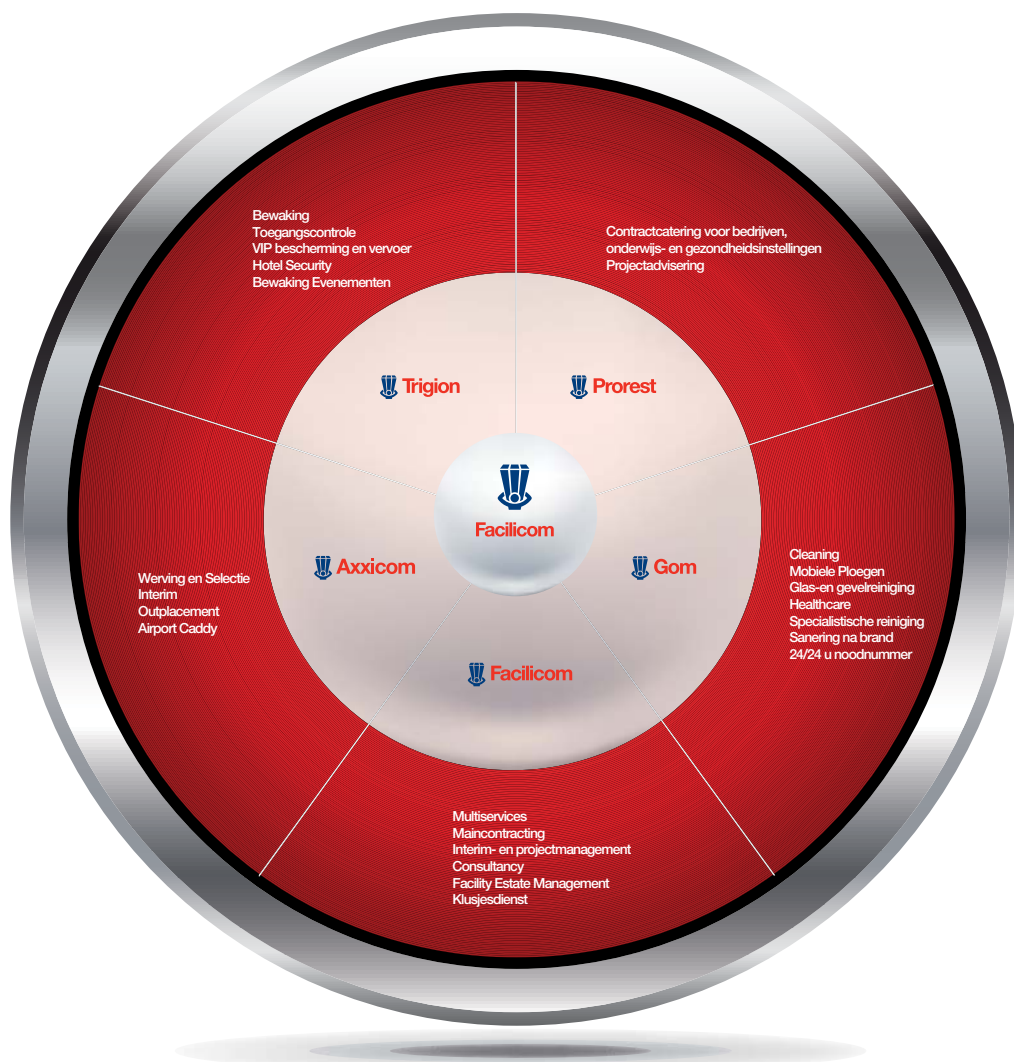 Bewaking
Toegangscontrole
VIP bescherming en vervoer
Hotel Security
Bewaking Evenementen
Contractcatering voor bedrijven,
onderwijs- en gezondheidsinstellingen
Projectadvisering
Trigion
Prorest
Facilicom
Axxicom
Gom
Facilicom
Werving en Selectie
Interim
Outplacement
Airport Caddy
Cleaning
Mobiele Ploegen
Glas-en gevelreiniging
Healthcare
Specialistische reiniging
Sanering na brand
24/24 u noodnummer
Multiservices
Maincontracting
Interim- en projectmanagement
Consultancy
Facility Estate Management
Klusjesdienst